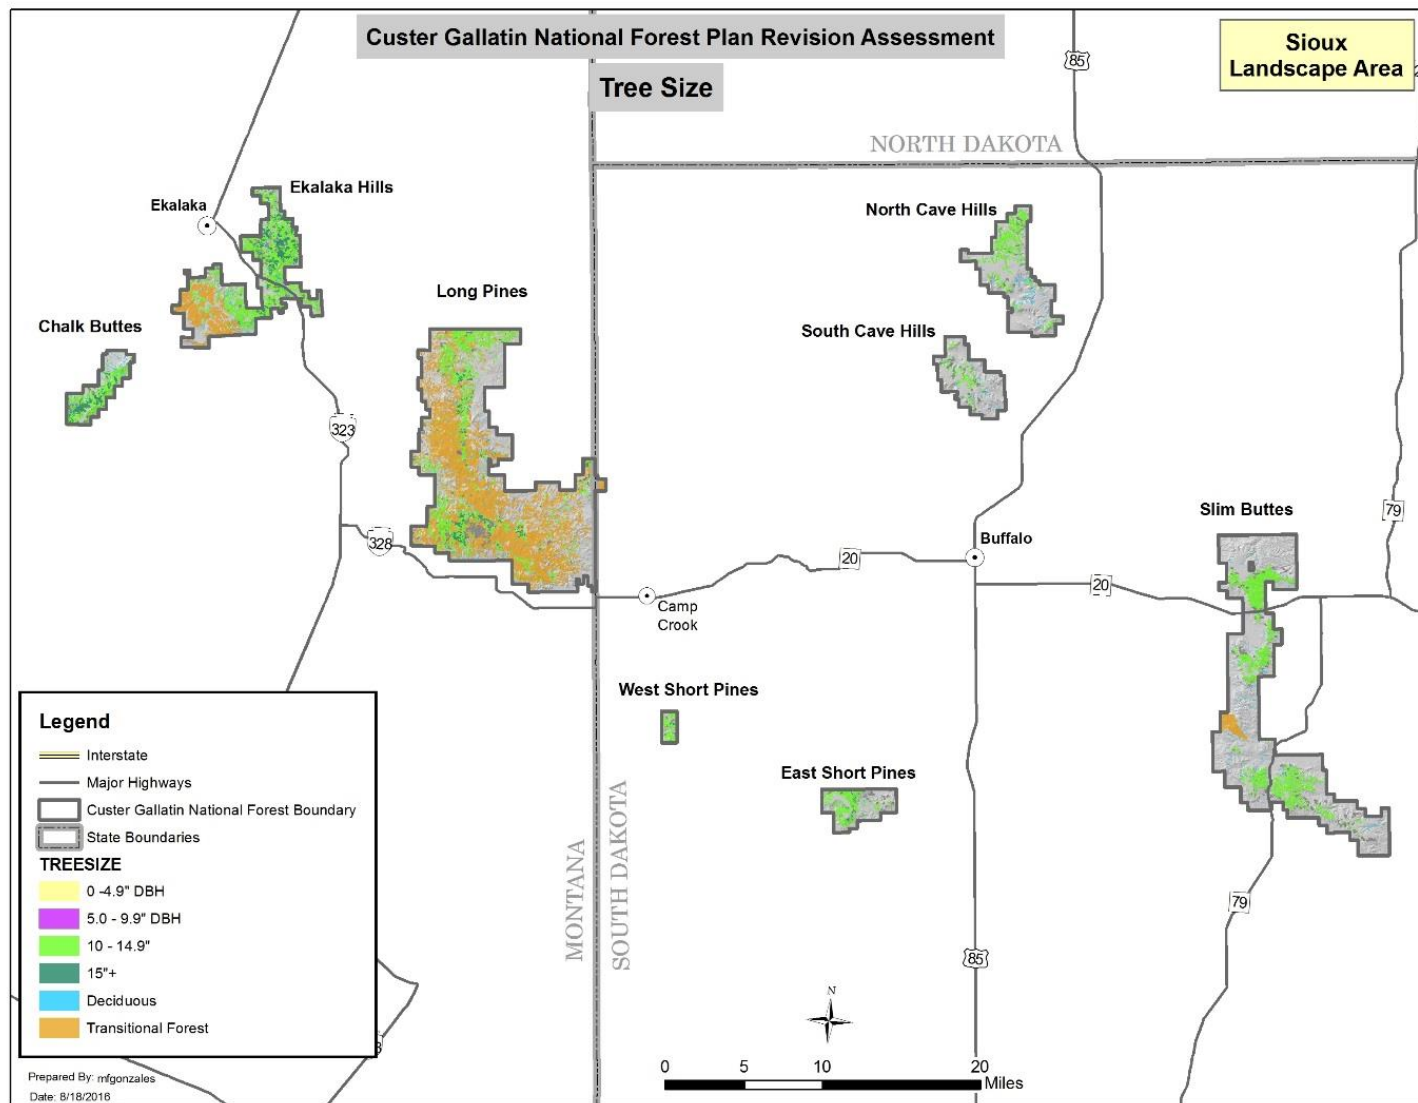 Custer Gallatin National Forest Plan Revision Assessment
Tree Size
Sioux
Landscape Area
85
NORTH DAKOTA
Ekalaka Hills
Ekalaka
North Cave Hills
Long Pines
Chalk Buttes
South Cave Hills
323
328
Slim Buttes
79
Buffalo
20
20
Camp
Crook
West Short Pines
East Short Pines
MONTANA
SOUTH DAKOTA
79
85
Legend
Interstate
Major Highways
Custer Gallatin National Forest Boundary
State Boundaries
TREESIZE
0 -4.9" DBH
5.0 - 9.9" DBH
10 - 14.9"
15"+
Deciduous
Transitional Forest
N
0 5 10 20
Miles
Prepared By: mfgonzales
Date: 8/18/2016